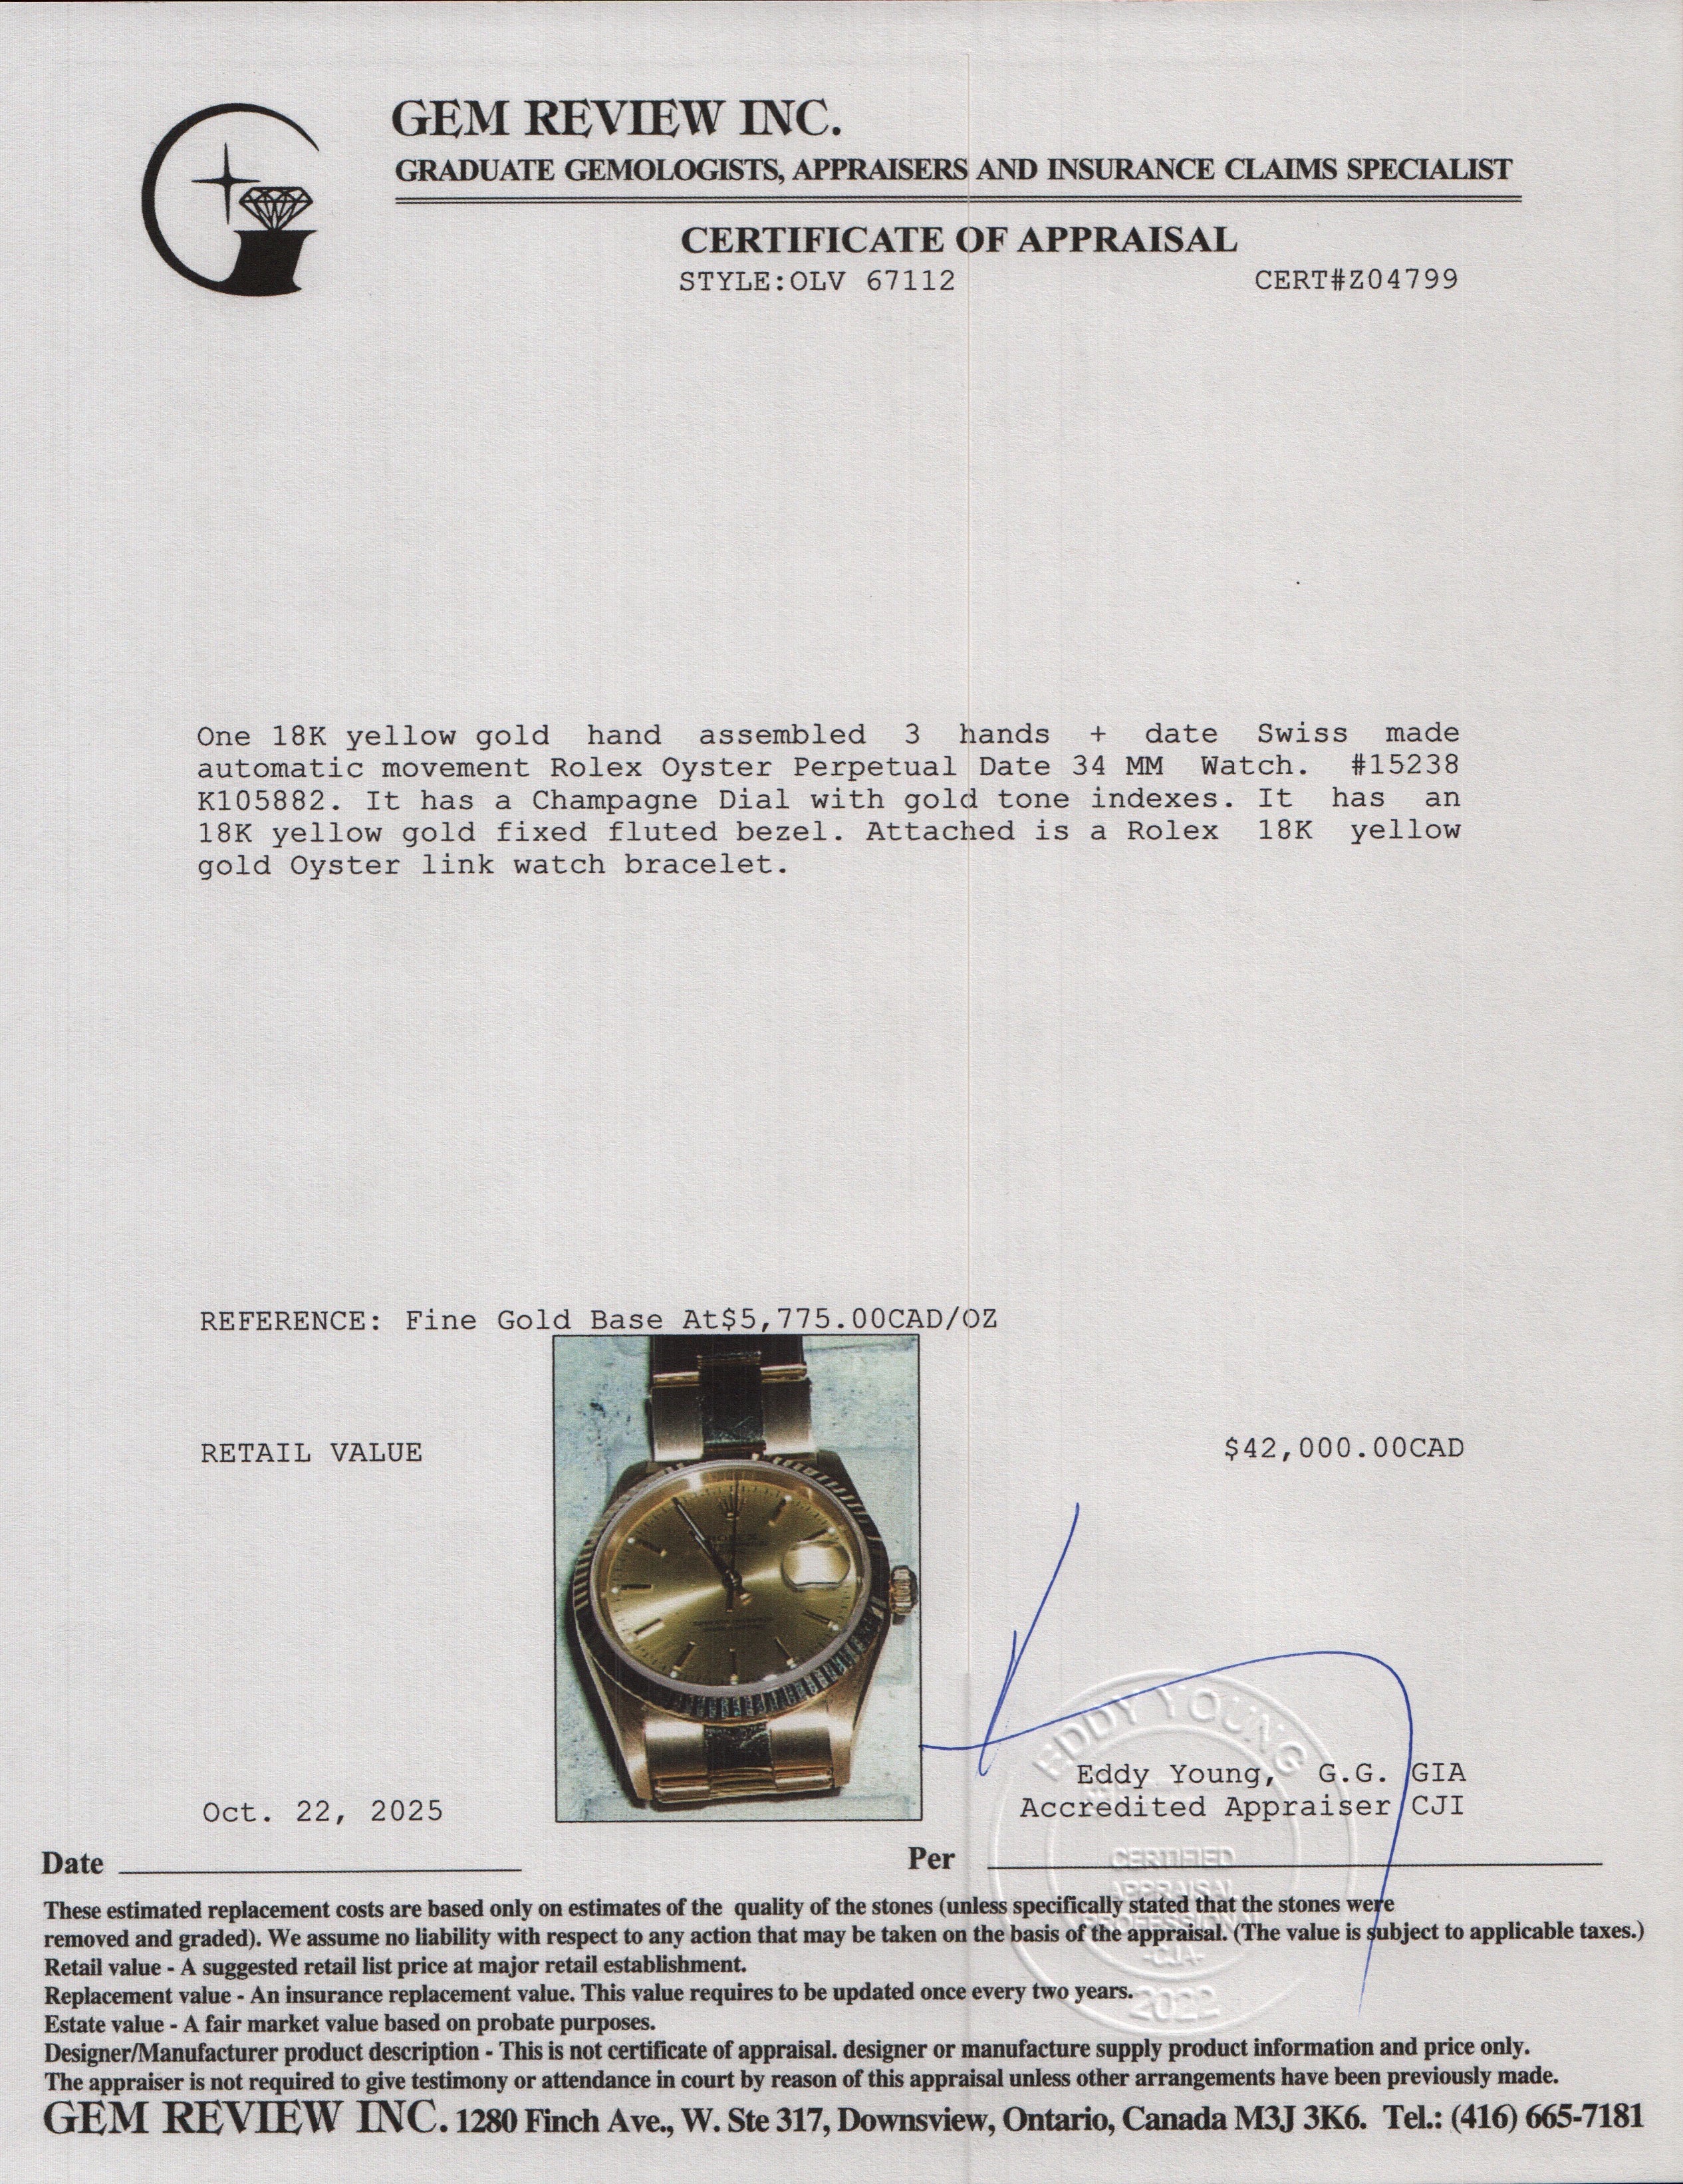 GEM REVIEW INC.
GRADUATE GEMOLOGISTS, APPRAISERS AND INSURANCE CLAIMS SPECIALIST
CERTIFICATE OF APPRAISAL
STYLE:OLV 67112 CERT#Z04799
One 18K yellow gold hand assembled 3 hands + date Swiss made
automatic movement Rolex Oyster Perpetual Date 34 MM Watch. #15238
K105882. It has a Champagne Dial with gold tone indexes. It has an
18K yellow gold fixed fluted bezel. Attached is a Rolex 18K yellow
gold Oyster link watch bracelet.
REFERENCE: Fine Gold Base At$5,775.00CAD/OZ
RETAIL VALUE $42,000.00CAD
ROLEX
EDDY YOUNG
CERTIFIED
APPRAISAL
PROFESSIONAL
-CJA-
2022
Eddy Young, G.G. GIA
Accredited Appraiser CJI
Oct. 22, 2025
Date Per
These estimated replacement costs are based only on estimates of the quality of the stones (unless specifically stated that the stones were
removed and graded). We assume no liability with respect to any action that may be taken on the basis of the appraisal. (The value is subject to applicable taxes.)
Retail value - A suggested retail list price at major retail establishment.
Replacement value - An insurance replacement value. This value requires to be updated once every two years.
Estate value - A fair market value based on probate purposes.
Designer/Manufacturer product description - This is not certificate of appraisal. designer or manufacture supply product information and price only.
The appraiser is not required to give testimony or attendance in court by reason of this appraisal unless other arrangements have been previously made.
GEM REVIEW INC. 1280 Finch Ave., W. Ste 317, Downsview, Ontario, Canada M3J 3K6. Tel.: (416) 665-7181